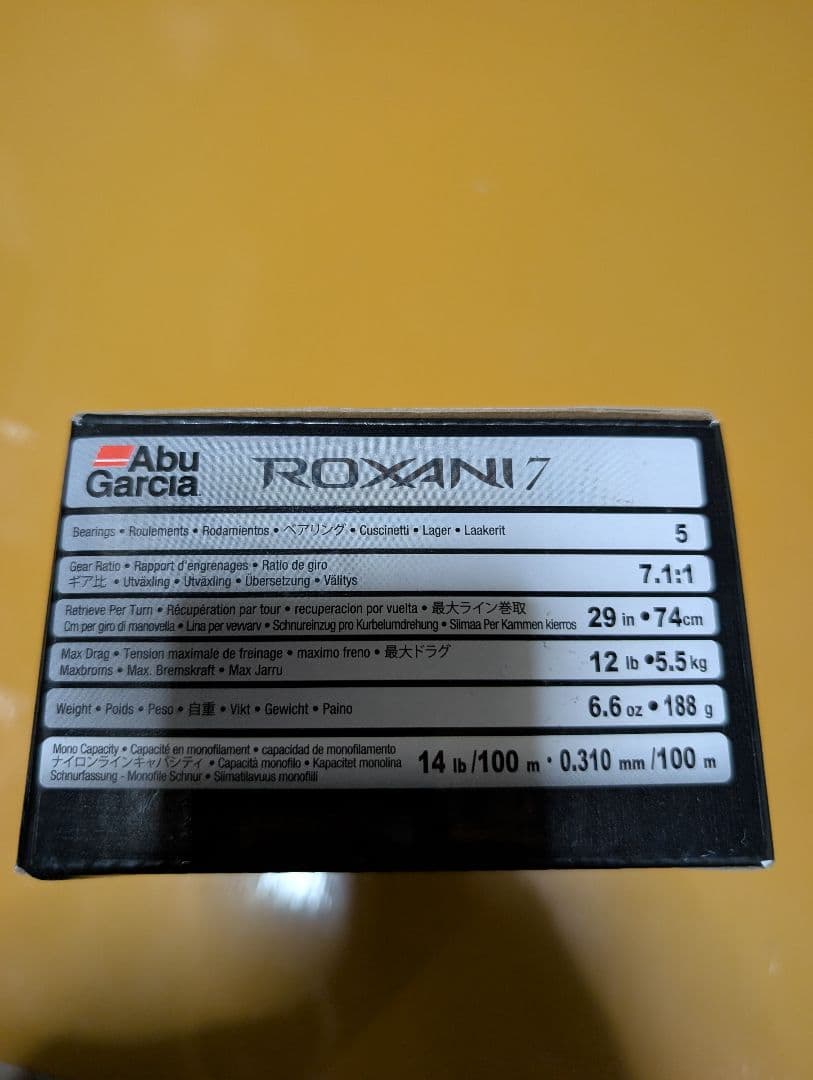 Abu
Garcia
ROXANI 7
Bearings • Roulements • Rodamientos • ベアリング • Cuscinetti • Lager • Laakerit 5
Gear Ratio • Rapport d'engrenages • Ratio de giro
ギア比 • Utväxling • Utväxling • Übersetzung • Välitys 7.1:1
Retrieve Per Turn • Récupération par tour • recuperacion por vuelta • 最大ライン巻取
Cm per giro di manovella • Lina per vevvarv • Schnureinzug pro Kurbelumdrehung • Siimaa Per Kammen kierros 29 in • 74cm
Max Drag • Tension maximale de freinage • maximo freno • 最大ドラグ
Maxbroms • Max. Bremskraft • Max Jarru 12 lb •5.5kg
Weight • Poids • Peso • 自重 • Vikt • Gewicht • Paino 6.6 oz • 188 g
Mono Capacity • Capacité en monofilament • capacidad de monofilamento
ナイロンラインキャパシティ • Capacità monofilo • Kapacitet monolina 14 lb/100 m · 0.310 mm/100 m
Schnurfassung - Monofile Schnur • Siimatilavuus monofiili